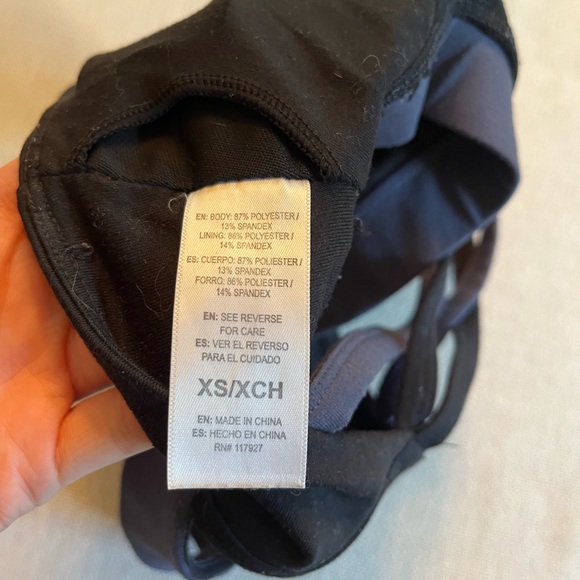 EN: BODY: 87% POLYESTER /
13% SPANDEX
LINING: 86% POLYESTER /
14% SPANDEX
ES: CUERPO: 87% POLIESTER /
13% SPANDEX
FORRO: 86% POLIESTER /
14% SPANDEX
EN: SEE REVERSE
FOR CARE
ES: VER EL REVERSO
PARA EL CUIDADO
XS/XCH
EN: MADE IN CHINA
ES: HECHO EN CHINA
RN# 117927